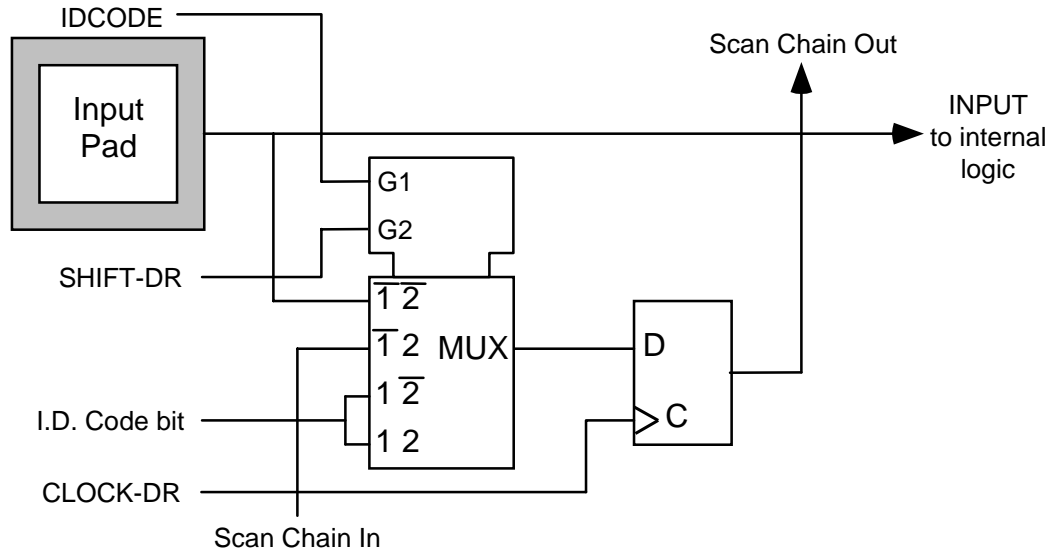 IDCODE
Scan Chain Out
Input
Pad
INPUT
to internal
logic
G1
G2
SHIFT-DR
1̅ 2̅
1̅ 2
MUX
D
1 2̅
I.D. Code bit
C
1 2
CLOCK-DR
Scan Chain In